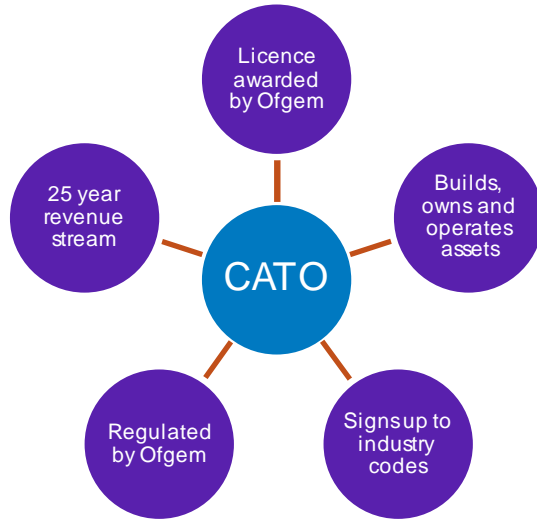 Licence
awarded
by Ofgem
25 year
revenue
stream
Builds,
owns and
operates
assets
CATO
Regulated
by Ofgem
Signs up to
industry
codes